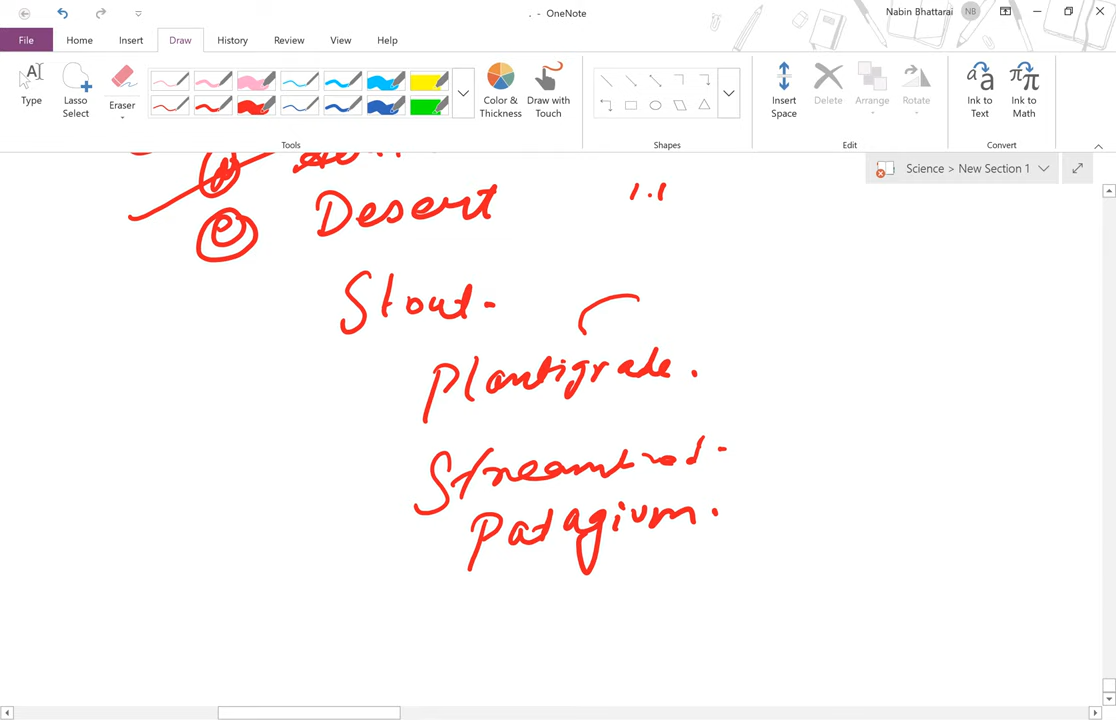 . - OneNote
Nabin Bhattarai NB
File Home Insert Draw History Review View Help
Type
Lasso Select
Eraser
Color & Thickness
Draw with Touch
Insert Space
Delete
Arrange
Rotate
Ink to Text
Ink to Math
Tools
Shapes
Edit
Convert
Science > New Section 1
e Desert
Stout -
Plantigrade.
Patagium.